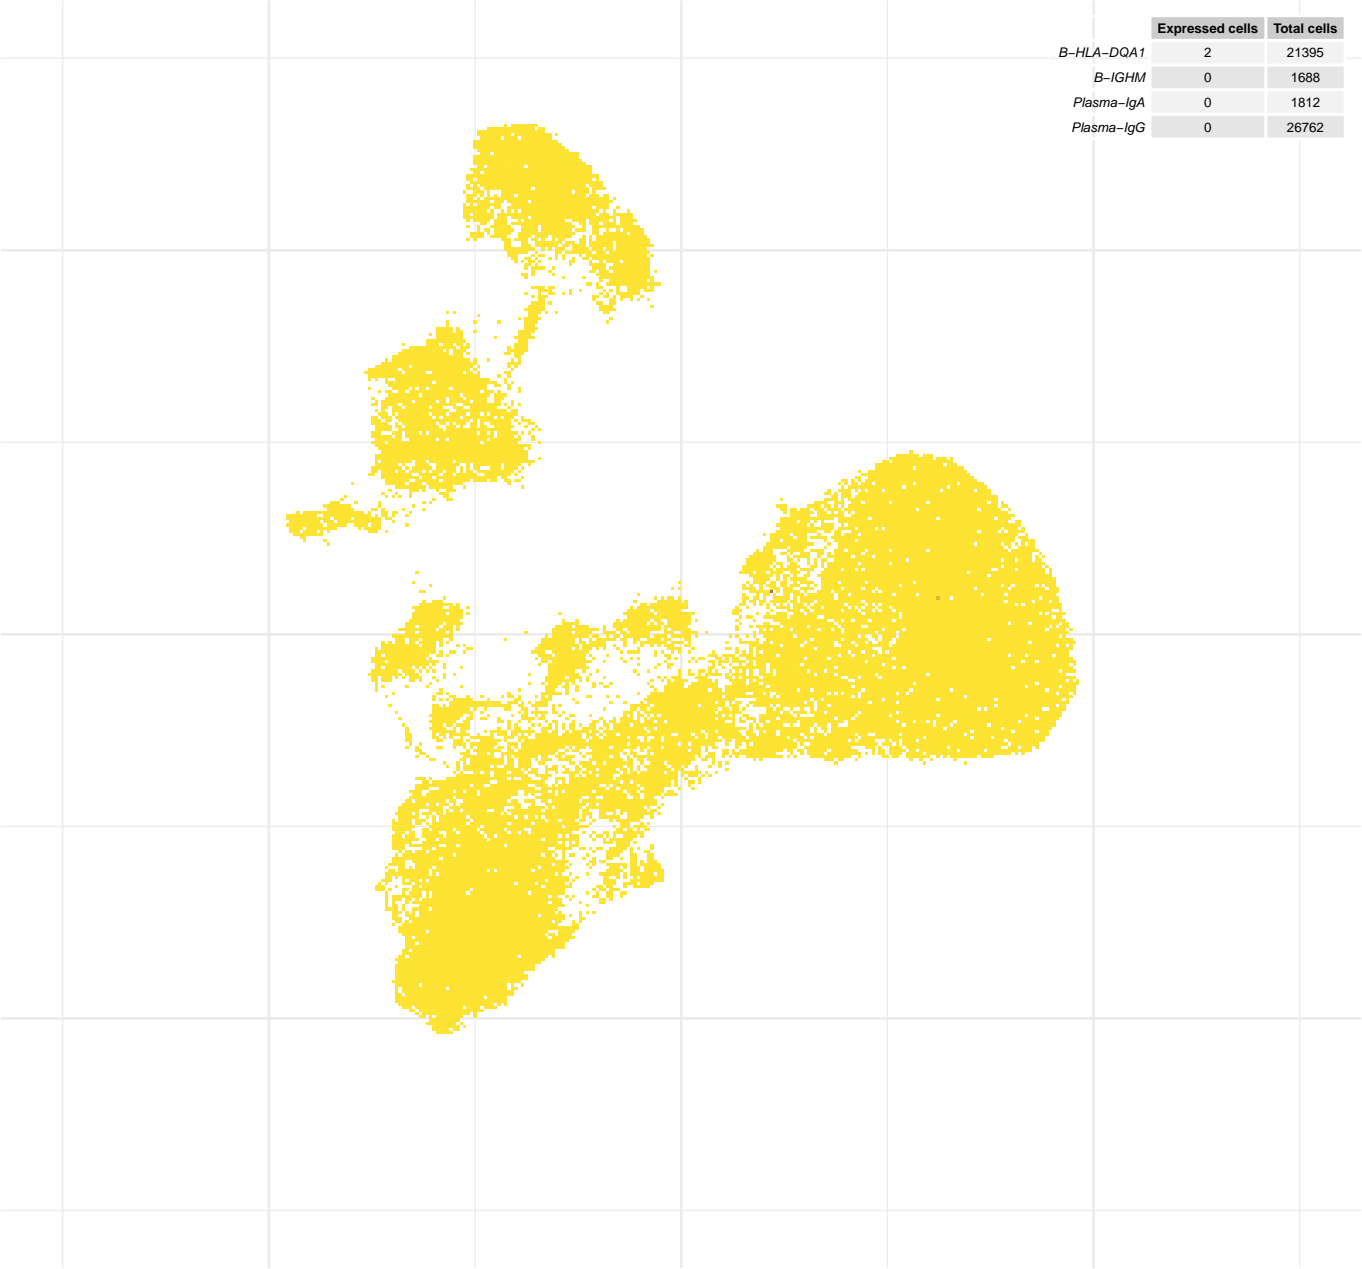 Expressed cells Total cells
B−HLA−DQA1 2 21395
B−IGHM 0 1688
Plasma−IgA 0 1812
Plasma−IgG 0 26762